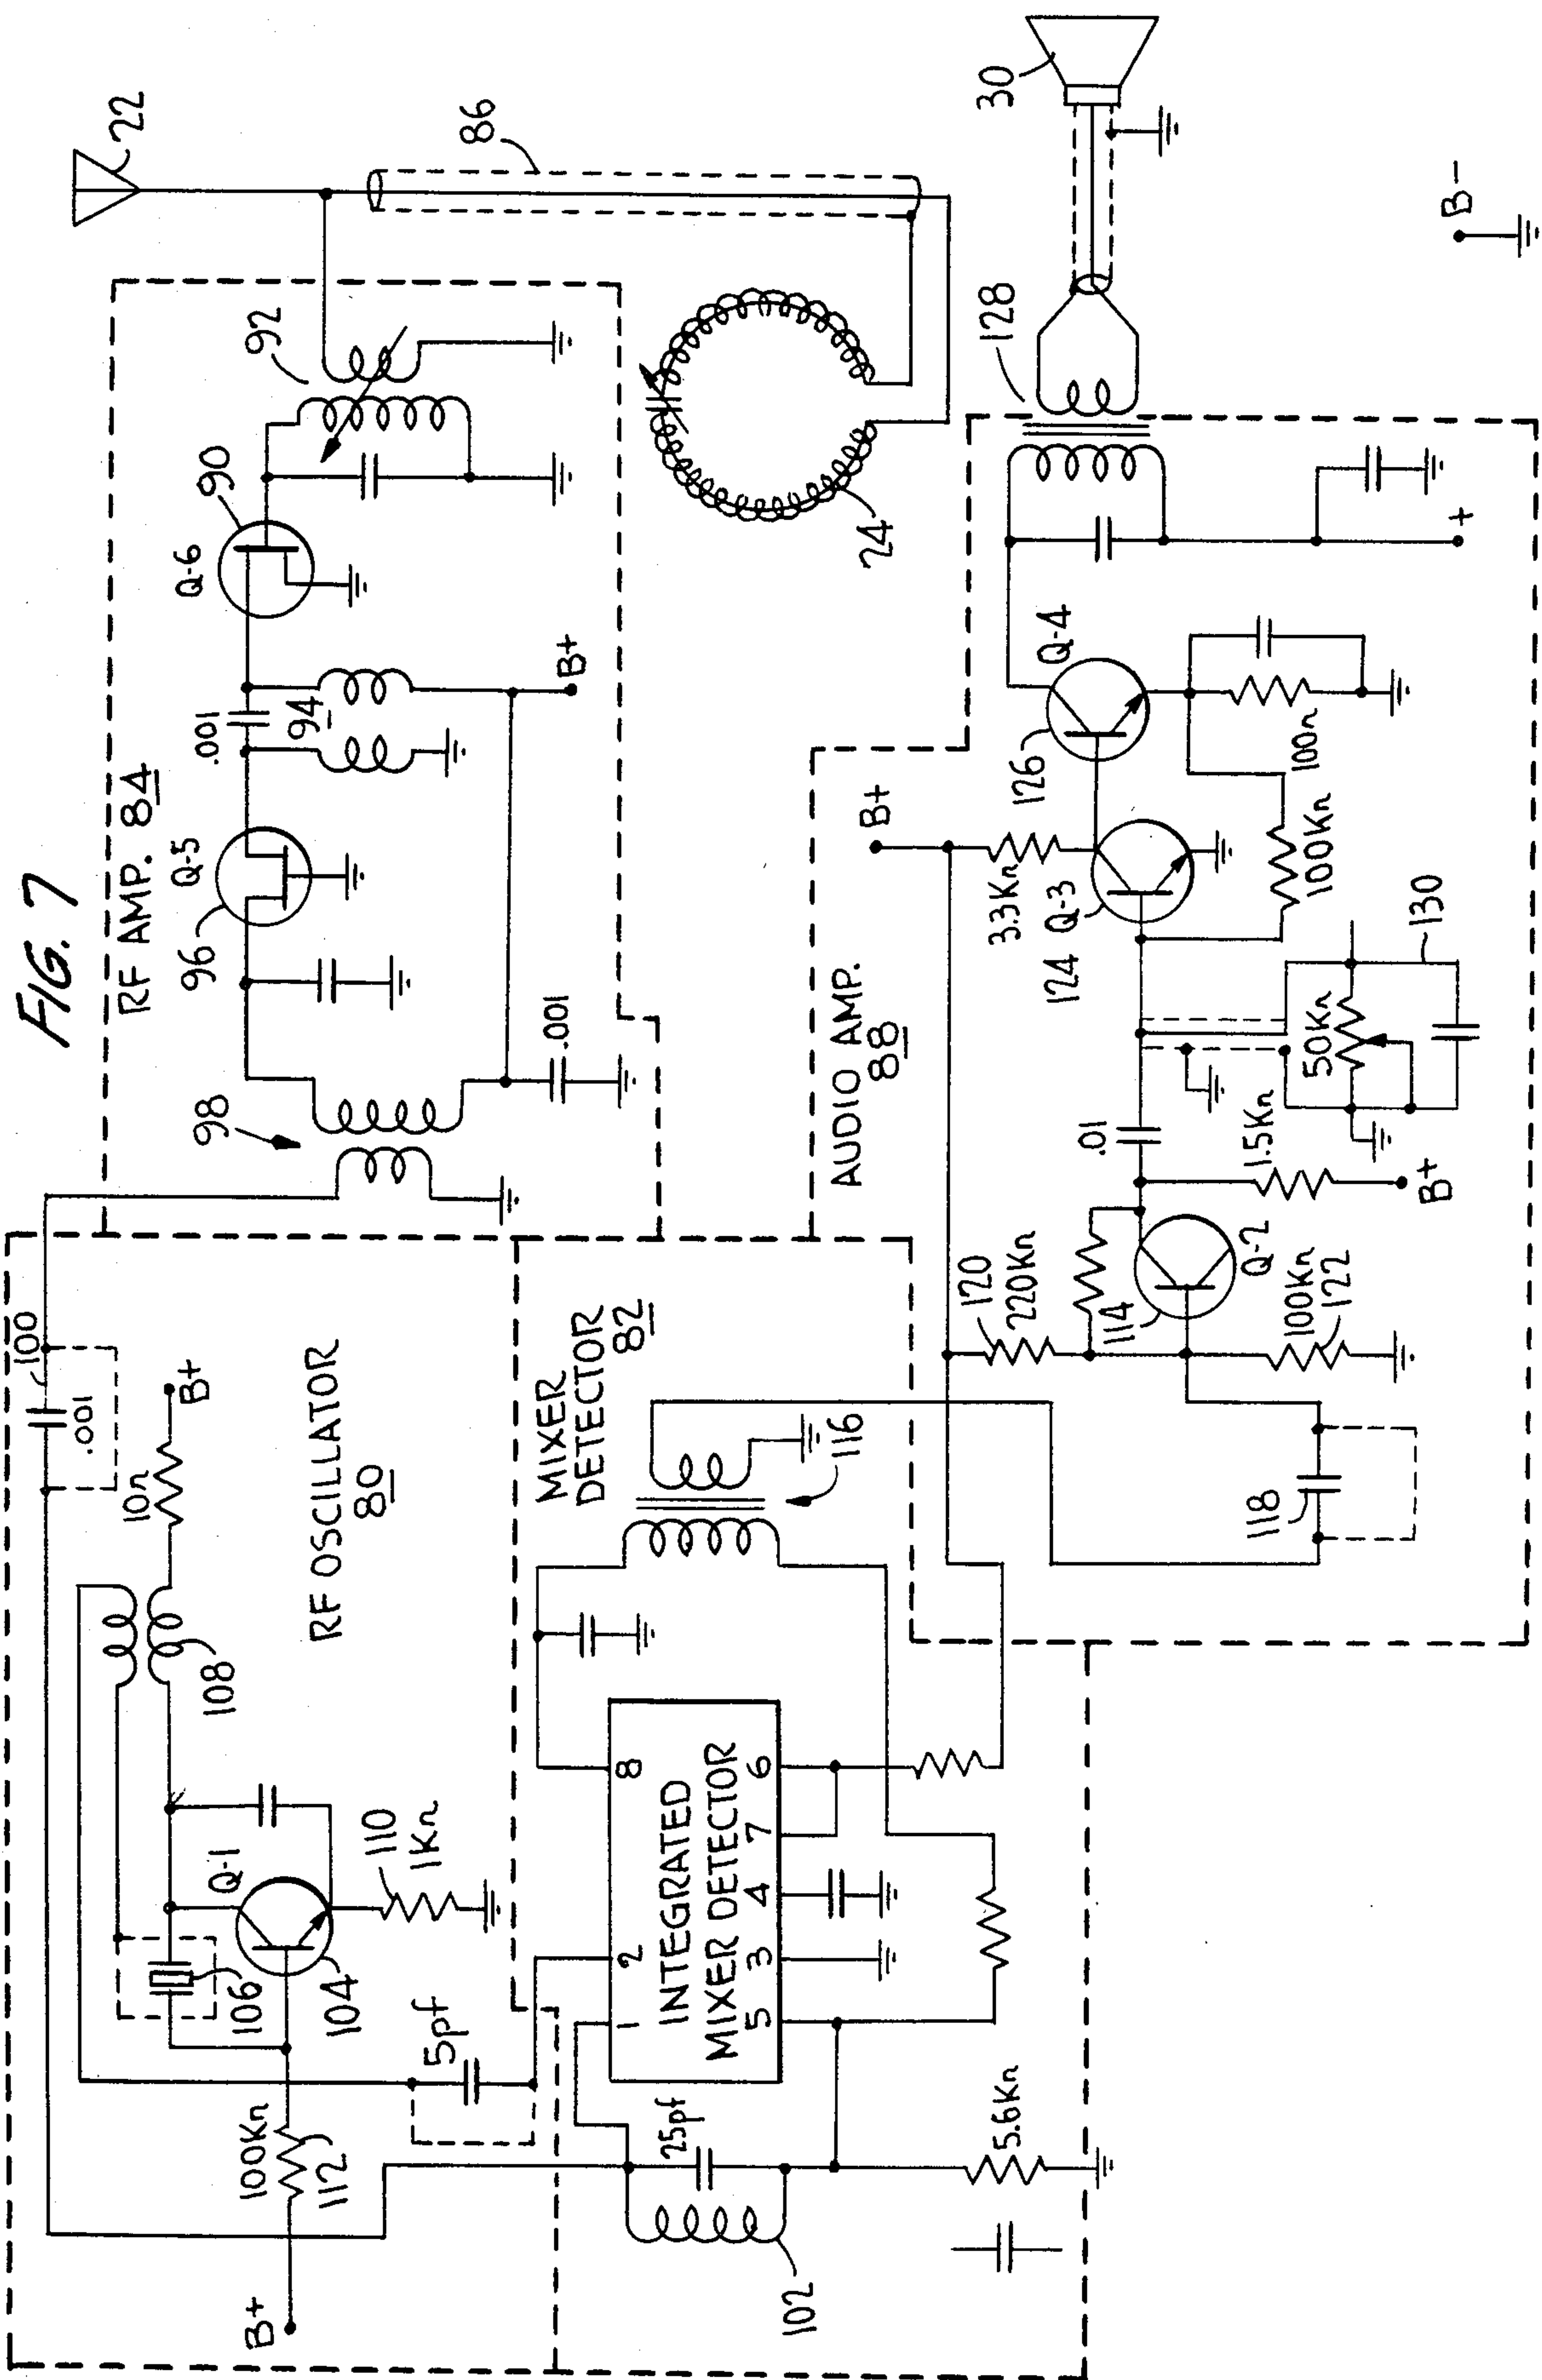 FIG. 7
RF AMP. 84
Q-5
96
98
.001
.001
94
B+
Q-6
90
92
22
86
24
100
.001
RF OSCILLATOR
80
B+
10Ω
108
Q-1
106
104
110
1KΩ
100KΩ
112
B+
5pf
MIXER
DETECTOR
82
116
INTEGRATED
MIXER DETECTOR
1
2
8
5
3
4
7
6
25pf
102
5.6KΩ
AUDIO AMP.
88
B+
120
220KΩ
114
Q-2
100KΩ
122
118
.01
1.5KΩ
B+
50KΩ
130
3.3KΩ
124
Q-3
100KΩ
126
Q-4
100Ω
+
128
30
B-